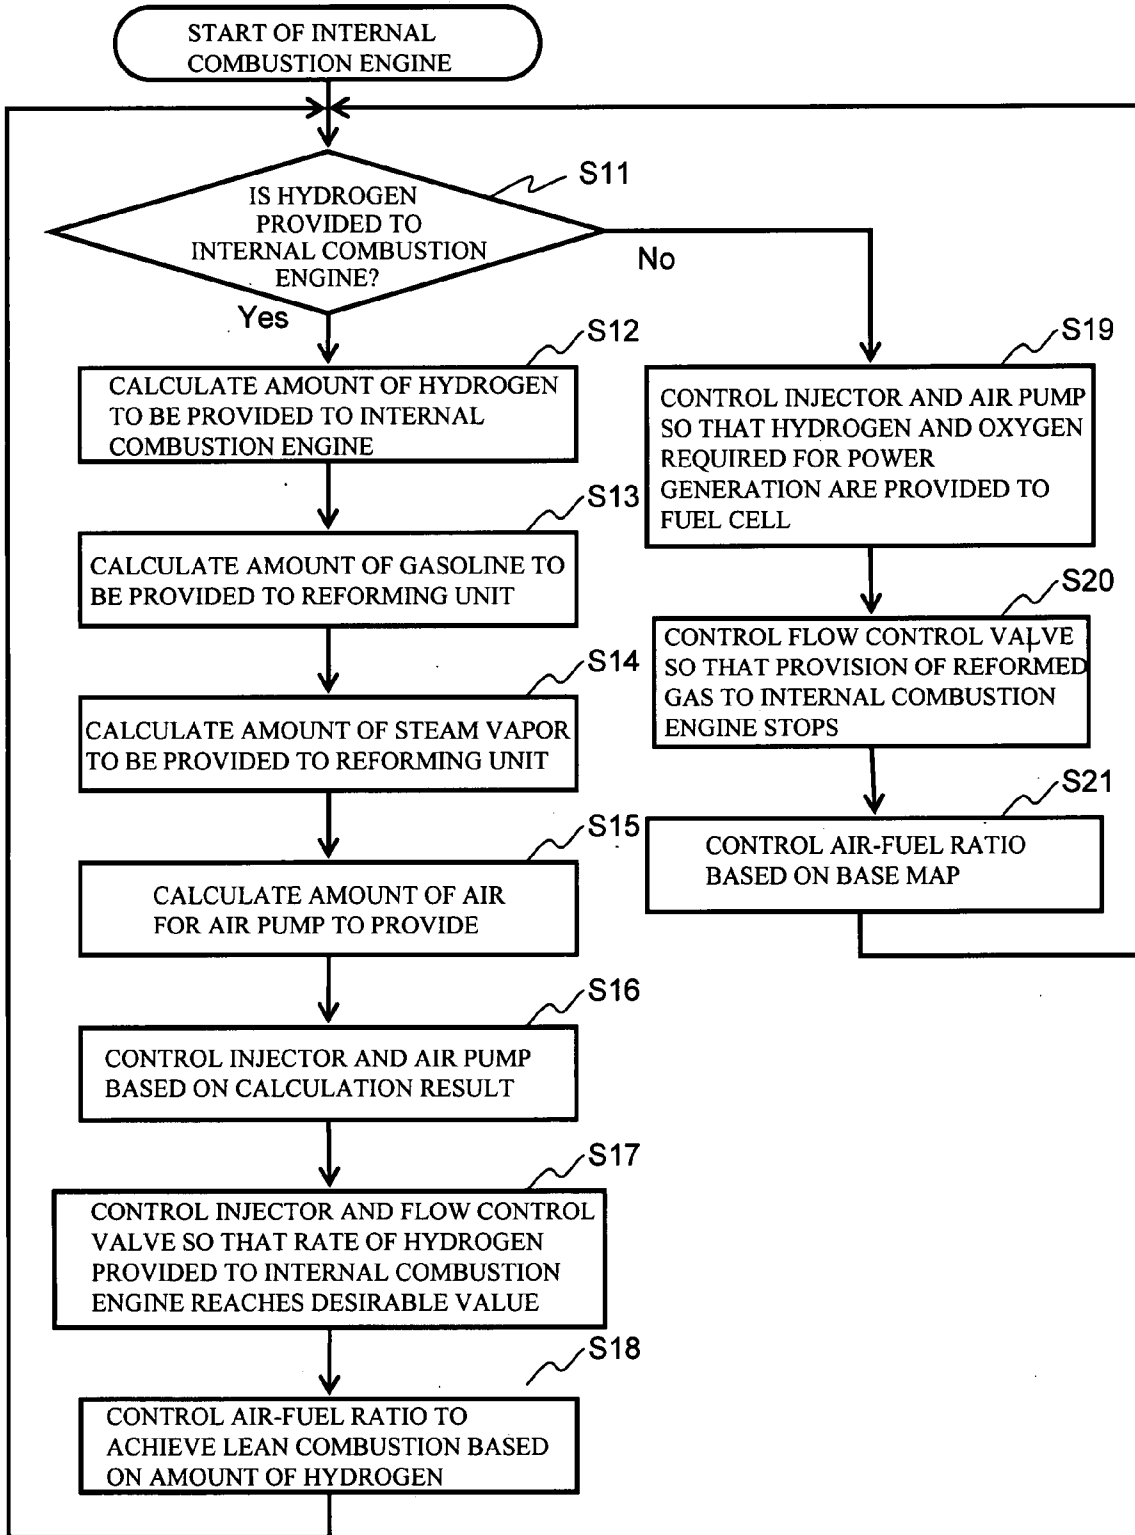 START OF INTERNAL
COMBUSTION ENGINE
S11
IS HYDROGEN
PROVIDED TO
INTERNAL COMBUSTION
ENGINE?
No
Yes
S12
CALCULATE AMOUNT OF HYDROGEN
TO BE PROVIDED TO INTERNAL
COMBUSTION ENGINE
S13
CALCULATE AMOUNT OF GASOLINE TO
BE PROVIDED TO REFORMING UNIT
S14
CALCULATE AMOUNT OF STEAM VAPOR
TO BE PROVIDED TO REFORMING UNIT
S15
CALCULATE AMOUNT OF AIR
FOR AIR PUMP TO PROVIDE
S16
CONTROL INJECTOR AND AIR PUMP
BASED ON CALCULATION RESULT
S17
CONTROL INJECTOR AND FLOW CONTROL
VALVE SO THAT RATE OF HYDROGEN
PROVIDED TO INTERNAL COMBUSTION
ENGINE REACHES DESIRABLE VALUE
S18
CONTROL AIR-FUEL RATIO TO
ACHIEVE LEAN COMBUSTION BASED
ON AMOUNT OF HYDROGEN
S19
CONTROL INJECTOR AND AIR PUMP
SO THAT HYDROGEN AND OXYGEN
REQUIRED FOR POWER
GENERATION ARE PROVIDED TO
FUEL CELL
S20
CONTROL FLOW CONTROL VALVE
SO THAT PROVISION OF REFORMED
GAS TO INTERNAL COMBUSTION
ENGINE STOPS
S21
CONTROL AIR-FUEL RATIO
BASED ON BASE MAP